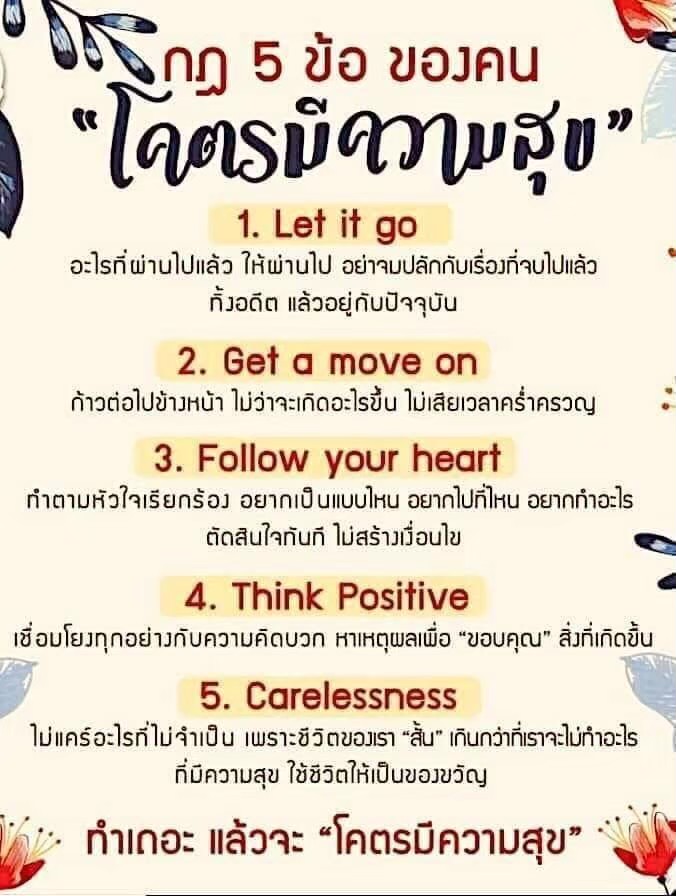 กฎ 5 ข้อ ของคน
“โคตรมีความสุข”
1. Let it go
อะไรที่ผ่านไปแล้ว ให้ผ่านไป อย่าจมปลักกับเรื่องที่จบไปแล้ว
ทิ้งอดีต แล้วอยู่กับปัจจุบัน
2. Get a move on
ก้าวต่อไปข้างหน้า ไม่ว่าจะเกิดอะไรขึ้น ไม่เสียเวลาคร่ำครวญ
3. Follow your heart
ทำตามหัวใจเรียกร้อง อยากเป็นแบบไหน อยากไปที่ไหน อยากทำอะไร
ตัดสินใจทันที ไม่สร้างเงื่อนไข
4. Think Positive
เชื่อมโยงทุกอย่างกับความคิดบวก หาเหตุผลเพื่อ “ขอบคุณ” สิ่งที่เกิดขึ้น
5. Carelessness
ไม่แคร์อะไรที่ไม่จำเป็น เพราะชีวิตของเรา “สั้น” เกินกว่าที่เราจะไม่ทำอะไร
ที่มีความสุข ใช้ชีวิตให้เป็นของขวัญ
ทำเถอะ แล้วจะ “โคตรมีความสุข”